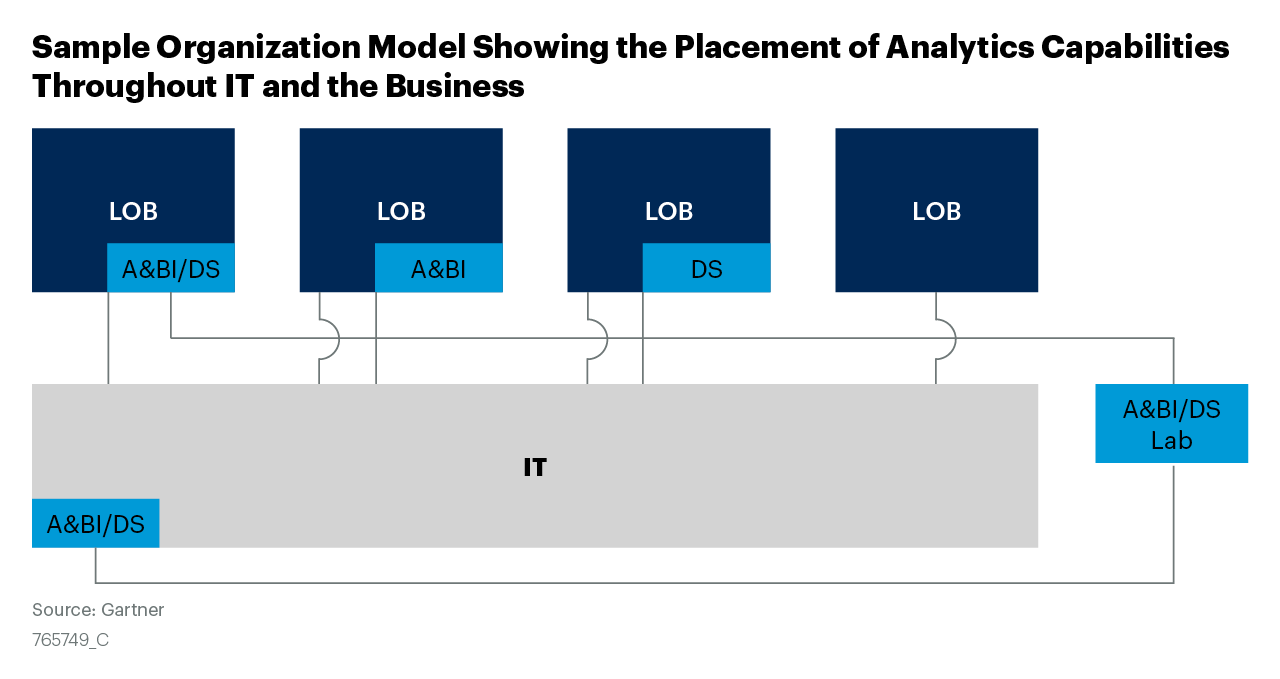 Sample Organization Model Showing the Placement of Analytics Capabilities
Throughout IT and the Business
LOB
LOB
LOB
LOB
A&BI/DS
A&BI
DS
A&BI/DS
Lab
IT
A&BI/DS
Source: Gartner
765749_C